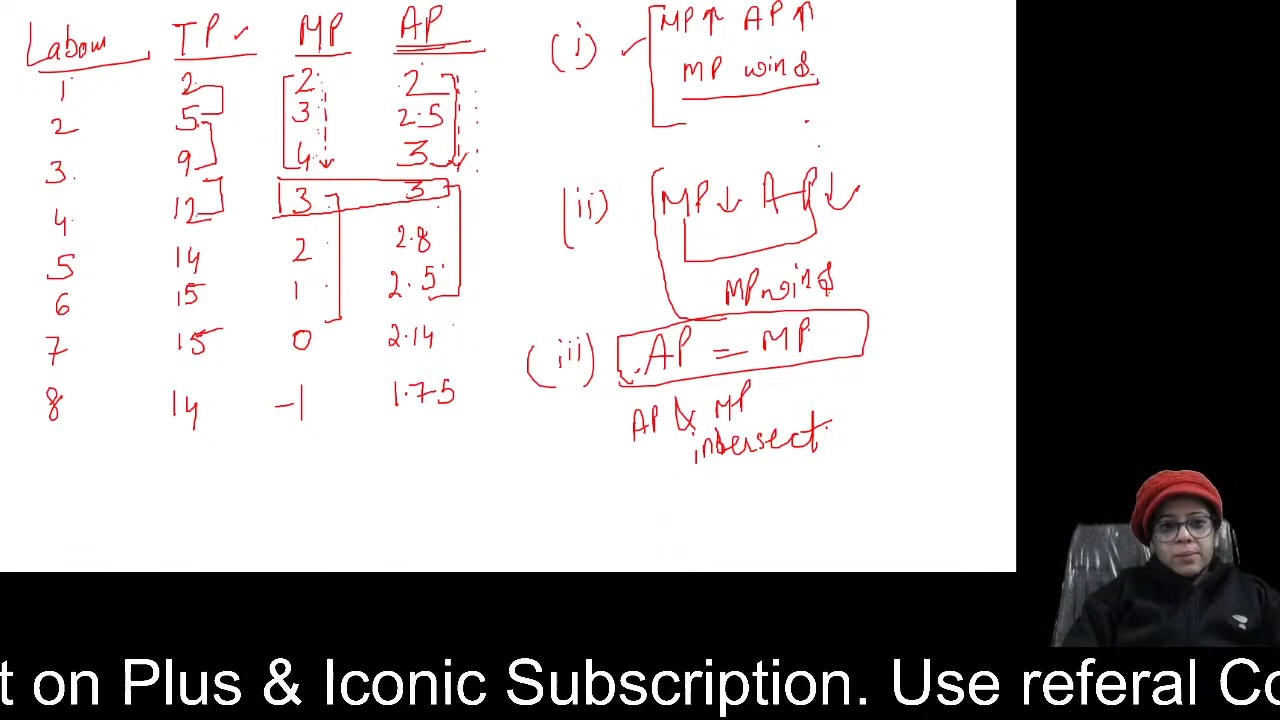 Labour TP ✓ MP AP
1 2 2 2
2 5 3 2.5
3 9 4 3
4 12 3 3
5 14 2 2.8
6 15 1 2.5
7 15 0 2.14
8 14 -1 1.75
(i) MP↑ AP↑
MP wins
(ii) MP↓ AP↓
MP wins
(iii) AP = MP
AP & MP
intersect
t on Plus & Iconic Subscription. Use referal Co